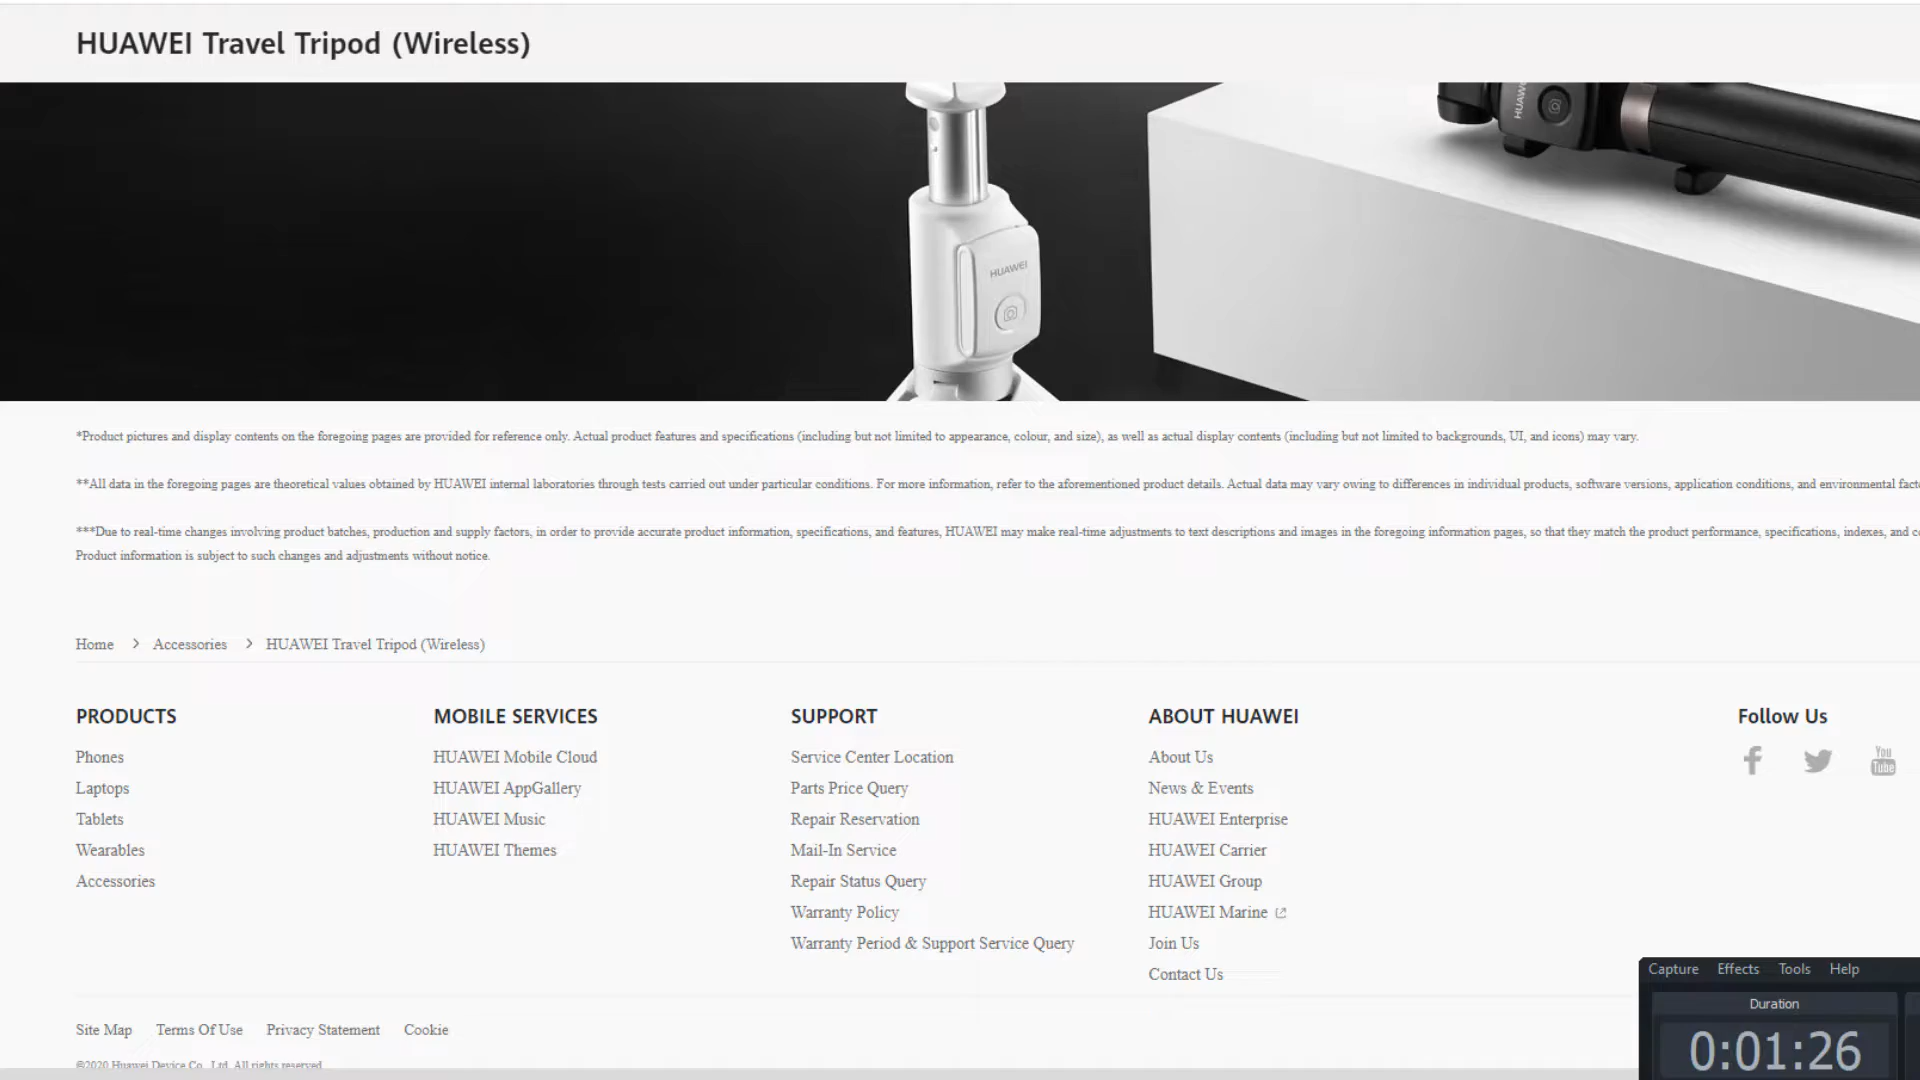 HUAWEI Travel Tripod (Wireless)
HUAWEI
HUAWEI
*Product pictures and display contents on the foregoing pages are provided for reference only. Actual product features and specifications (including but not limited to appearance, colour, and size), as well as actual display contents (including but not limited to backgrounds, UI, and icons) may vary.
**All data in the foregoing pages are theoretical values obtained by HUAWEI internal laboratories through tests carried out under particular conditions. For more information, refer to the aforementioned product details. Actual data may vary owing to differences in individual products, software versions, application conditions, and environmental
***Due to real-time changes involving product batches, production and supply factors, in order to provide accurate product information, specifications, and features, HUAWEI may make real-time adjustments to text descriptions and images in the foregoing information pages, so that they match the product performance, specifications, indexes, and
Product information is subject to such changes and adjustments without notice.
Home > Accessories > HUAWEI Travel Tripod (Wireless)
PRODUCTS
Phones
Laptops
Tablets
Wearables
Accessories
MOBILE SERVICES
HUAWEI Mobile Cloud
HUAWEI AppGallery
HUAWEI Music
HUAWEI Themes
SUPPORT
Service Center Location
Parts Price Query
Repair Reservation
Mail-In Service
Repair Status Query
Warranty Policy
Warranty Period & Support Service Query
ABOUT HUAWEI
About Us
News & Events
HUAWEI Enterprise
HUAWEI Carrier
HUAWEI Group
HUAWEI Marine
Join Us
Contact Us
Follow Us
You Tube
Site Map Terms Of Use Privacy Statement Cookie
©2020 Huawei Device Co., Ltd. All rights reserved.
Capture Effects Tools Help
Duration
0:01:26